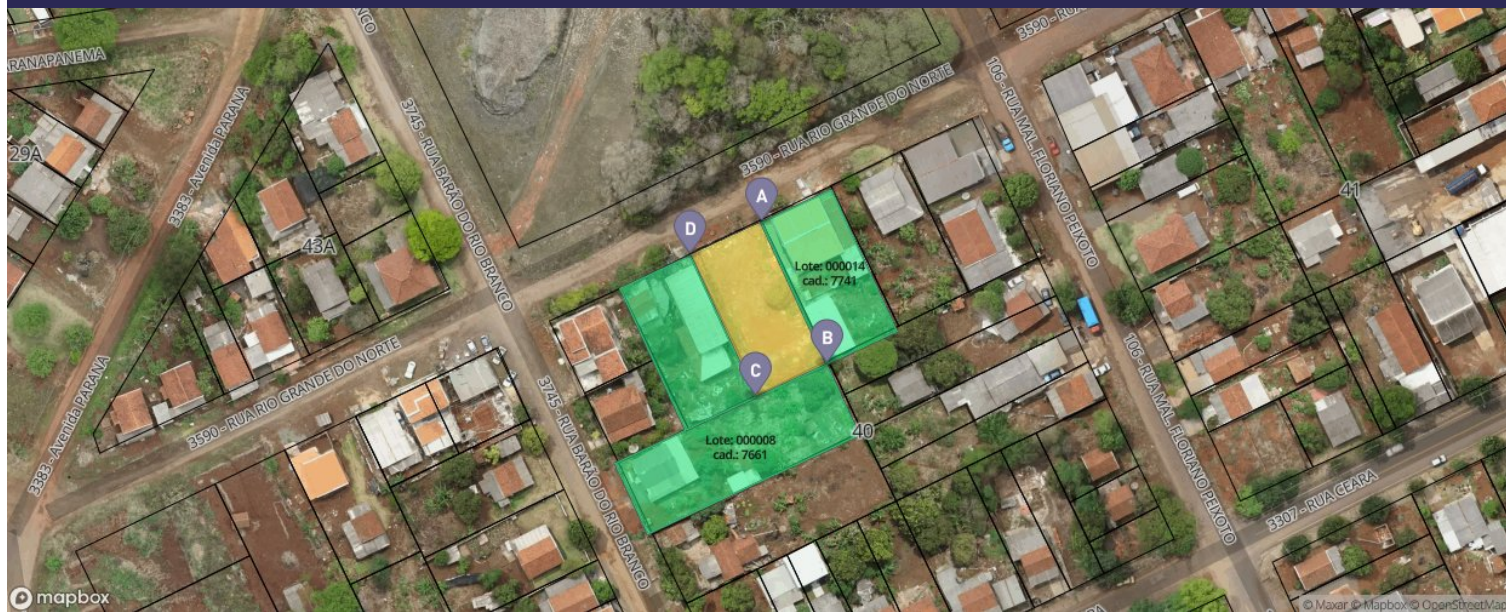 ARANAPANEMA
NCO
3590 - RUA
29A
3383 - Avenida PARANA
3745 - RUA BARÃO DO RIO BRANCO
3590 - RUA RIO GRANDE DO NORTE
106 - RUA MAL. FLORIANO PEIXOTO
41
43A
A
D
Lote: 000014
cad.: 7741
B
C
3383 - Avenida PARANA
3590 - RUA RIO GRANDE DO NORTE
3745 - RUA BARÃO DO RIO BRANCO
Lote: 000008
cad.: 7661
40
106 - RUA MAL. FLORIANO PEIXOTO
3307 - RUA CEARA
EARA
mapbox
© Maxar © Mapbox © OpenStreetMap